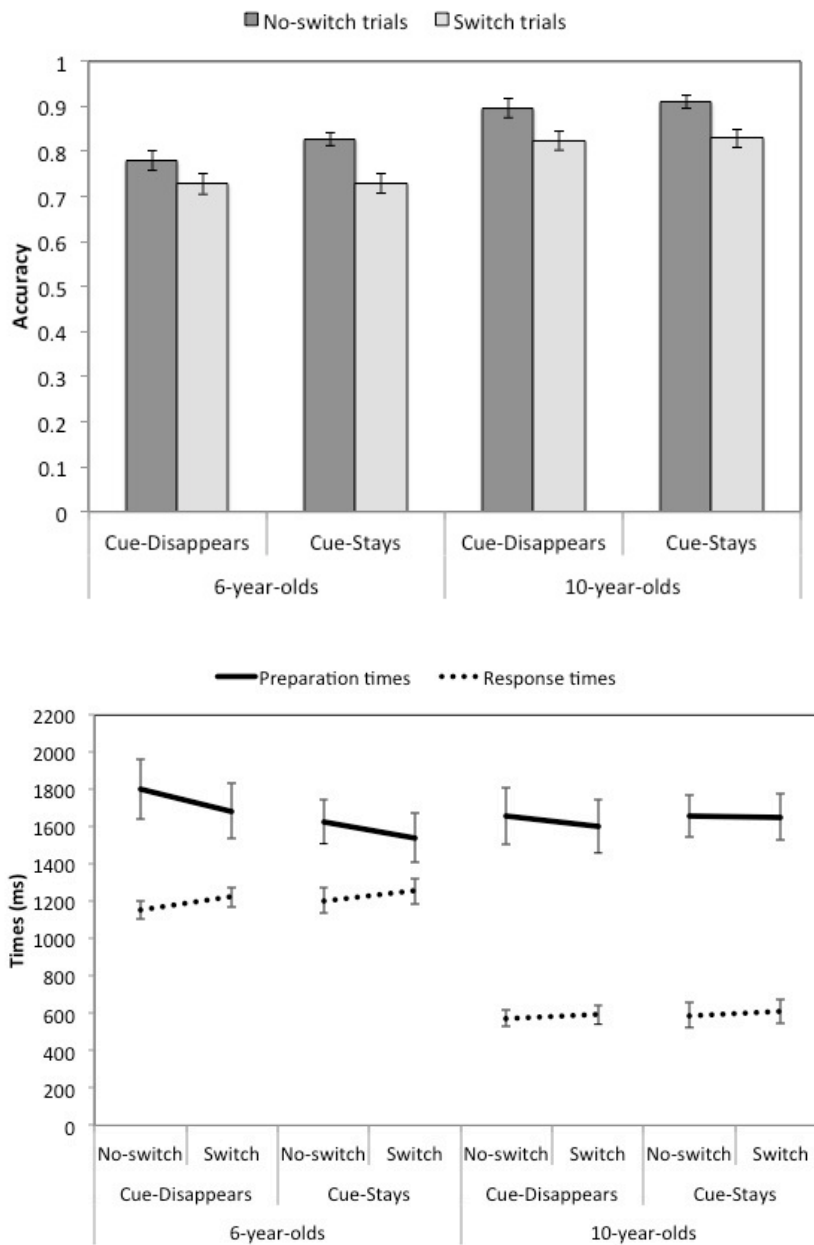 No-switch trials Switch trials
Accuracy
1
0.9
0.8
0.7
0.6
0.5
0.4
0.3
0.2
0.1
0
Cue-Disappears Cue-Stays Cue-Disappears Cue-Stays
6-year-olds 10-year-olds
Preparation times Response times
Times (ms)
2200
2000
1800
1600
1400
1200
1000
800
600
400
200
0
No-switch Switch No-switch Switch No-switch Switch No-switch Switch
Cue-Disappears Cue-Stays Cue-Disappears Cue-Stays
6-year-olds 10-year-olds